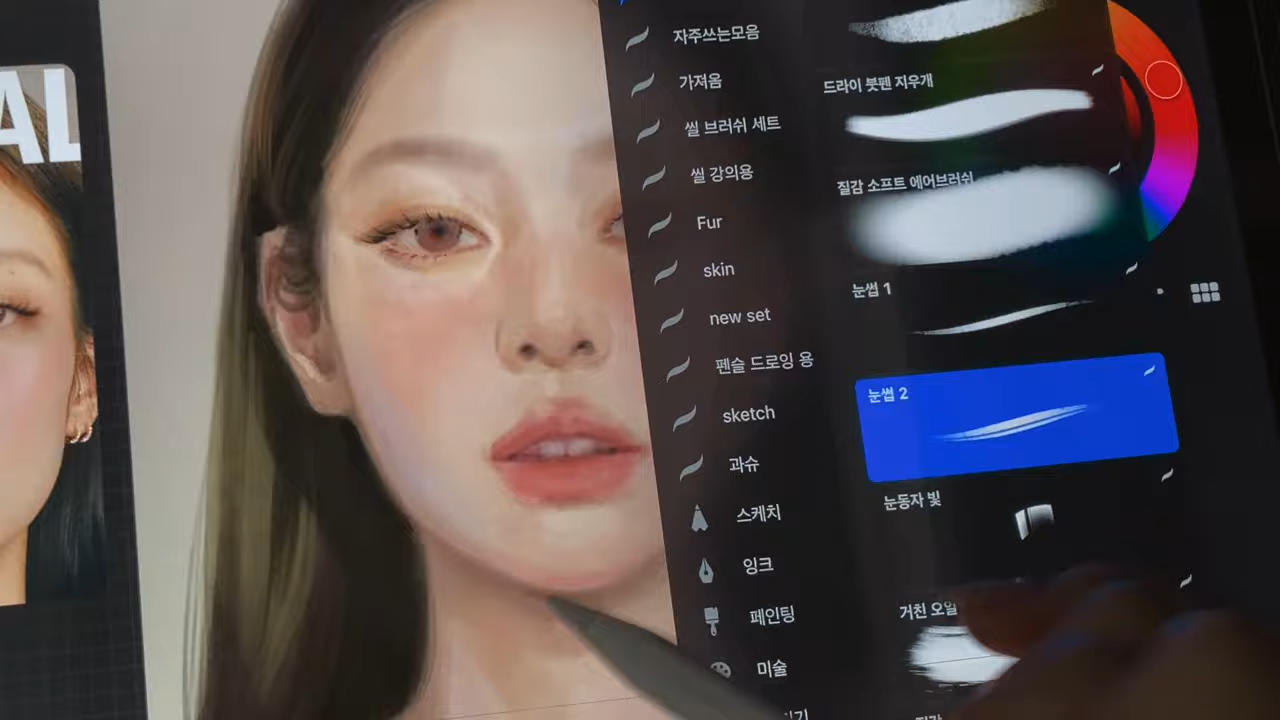 AL
자주쓰는모음
가져옴
씰 브러쉬 세트
씰 강의용
Fur
skin
new set
펜슬 드로잉 용
sketch
과슈
스케치
잉크
페인팅
미술
드라이 붓펜 지우개
질감 소프트 에어브러쉬
눈썹 1
눈썹 2
눈동자 빛
거친 오일